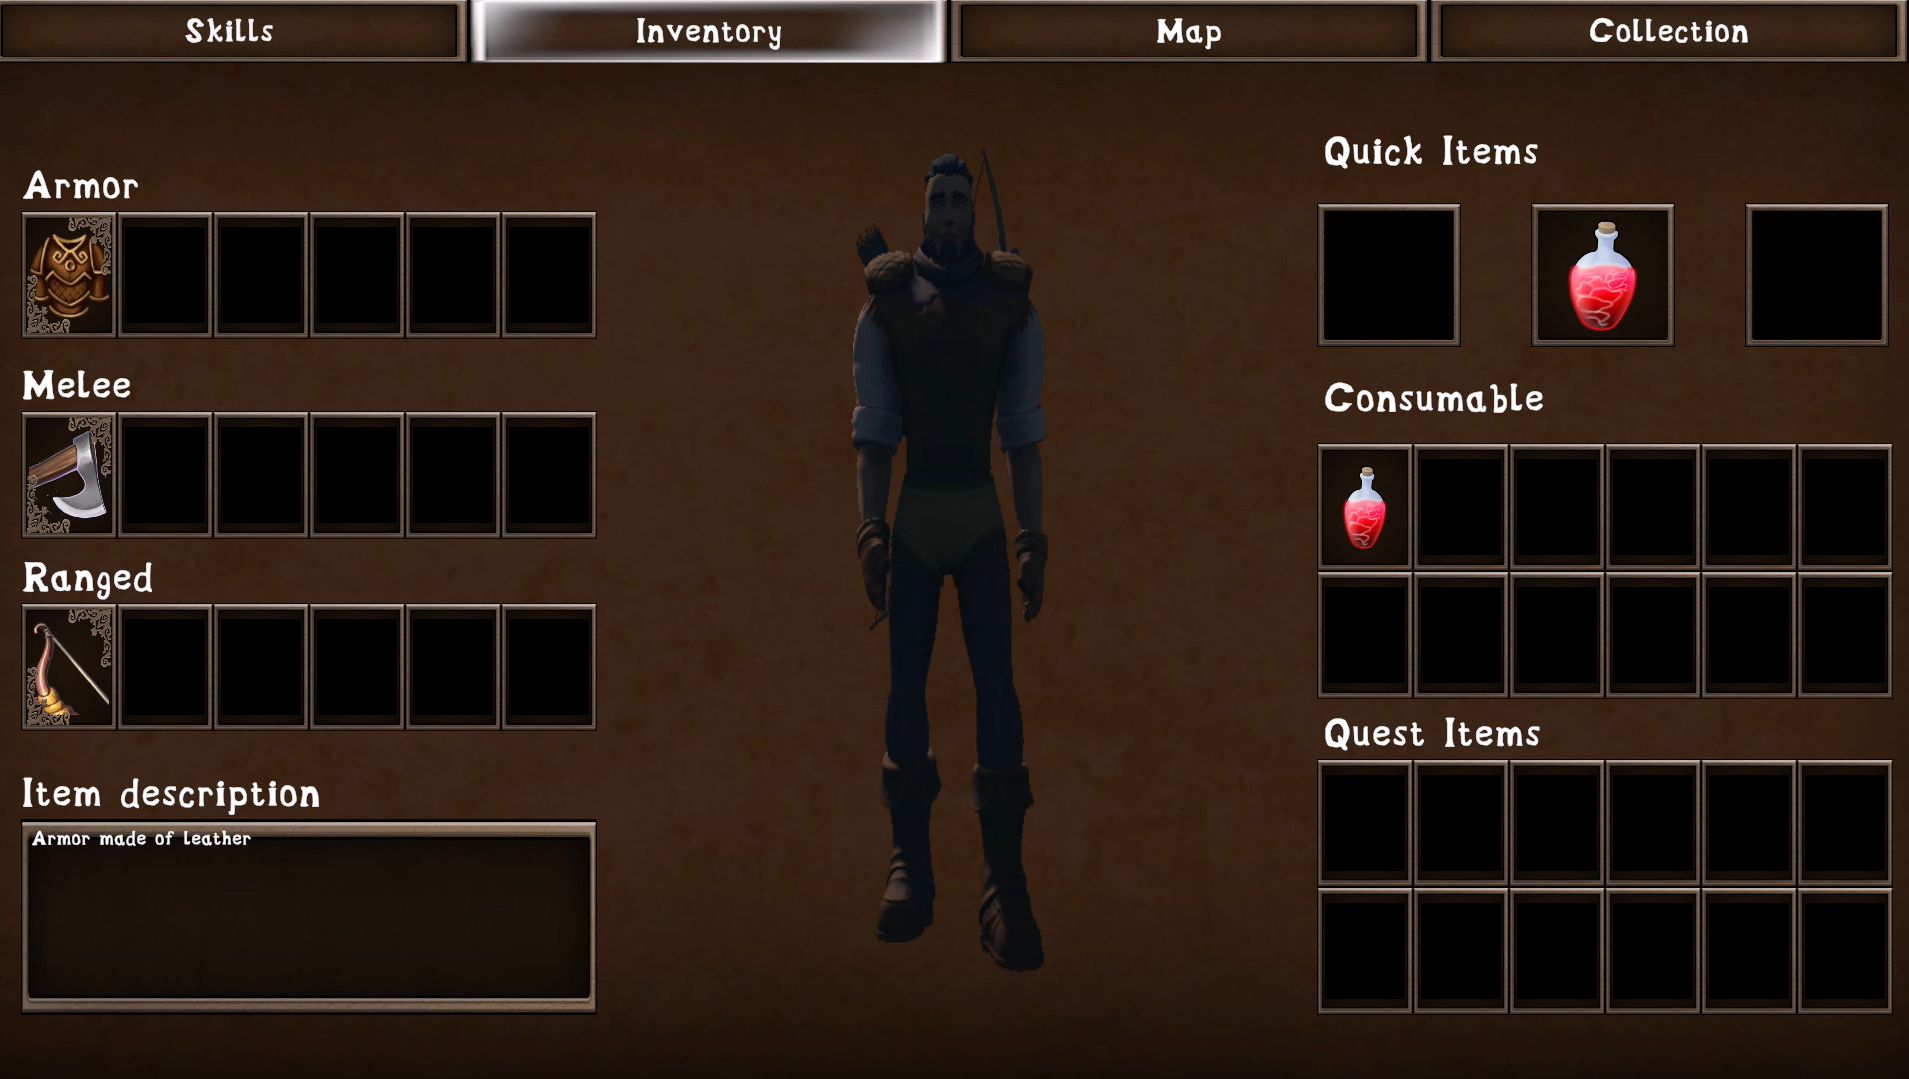 Skills
Inventory
Map
Collection
Armor
Melee
Ranged
Item description
Armor made of leather
Quick Items
Consumable
Quest Items